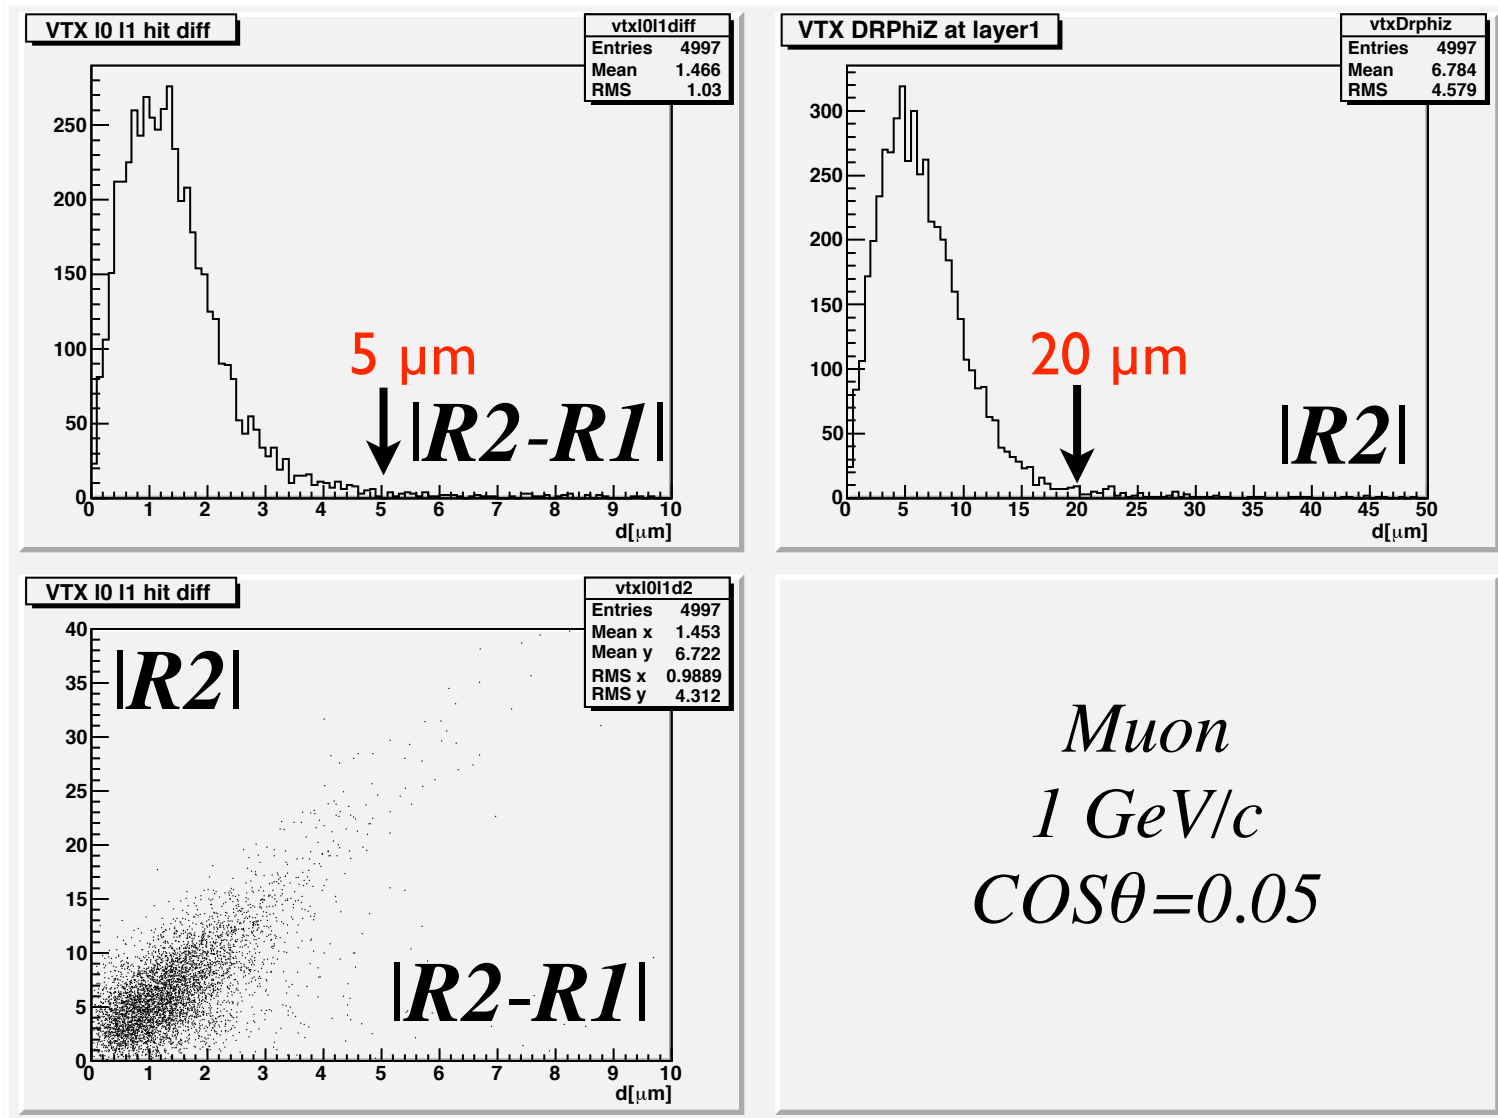 VTX l0 l1 hit diff
vtxl0l1diff
Entries 4997
Mean 1.466
RMS 1.03
250
200
150
100
50
0
5 μm
|R2-R1|
0 1 2 3 4 5 6 7 8 9 10
d[μm]
VTX DRPhiZ at layer1
vtxDrphiz
Entries 4997
Mean 6.784
RMS 4.579
300
250
200
150
100
50
0
20 μm
|R2|
0 5 10 15 20 25 30 35 40 45 50
d[μm]
VTX l0 l1 hit diff
vtxl0l1d2
Entries 4997
Mean x 1.453
Mean y 6.722
RMS x 0.9889
RMS y 4.312
40
|R2|
35
30
25
20
15
10
5
0
|R2-R1|
0 1 2 3 4 5 6 7 8 9 10
d[μm]
Muon
1 GeV/c
COSθ=0.05